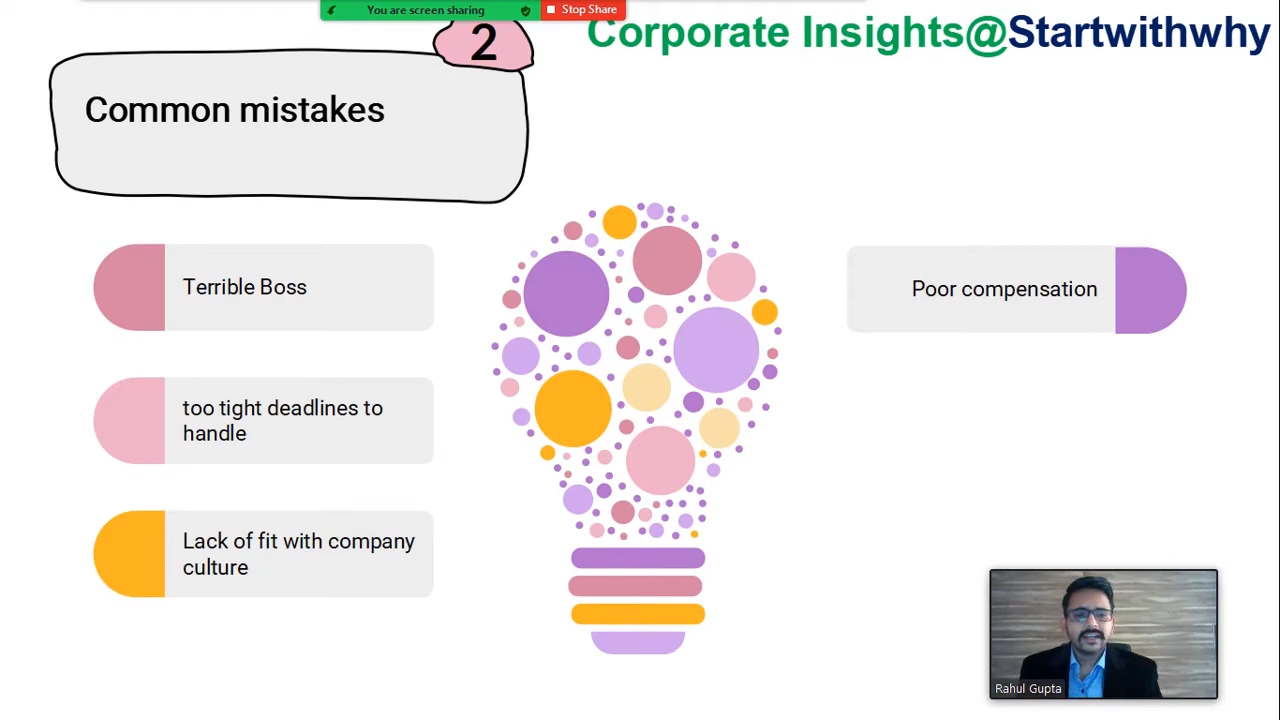 You are screen sharing
Stop Share
Corporate Insights@Startwithwhy
2
Common mistakes
Terrible Boss
too tight deadlines to
handle
Lack of fit with company
culture
Poor compensation
Rahul Gupta